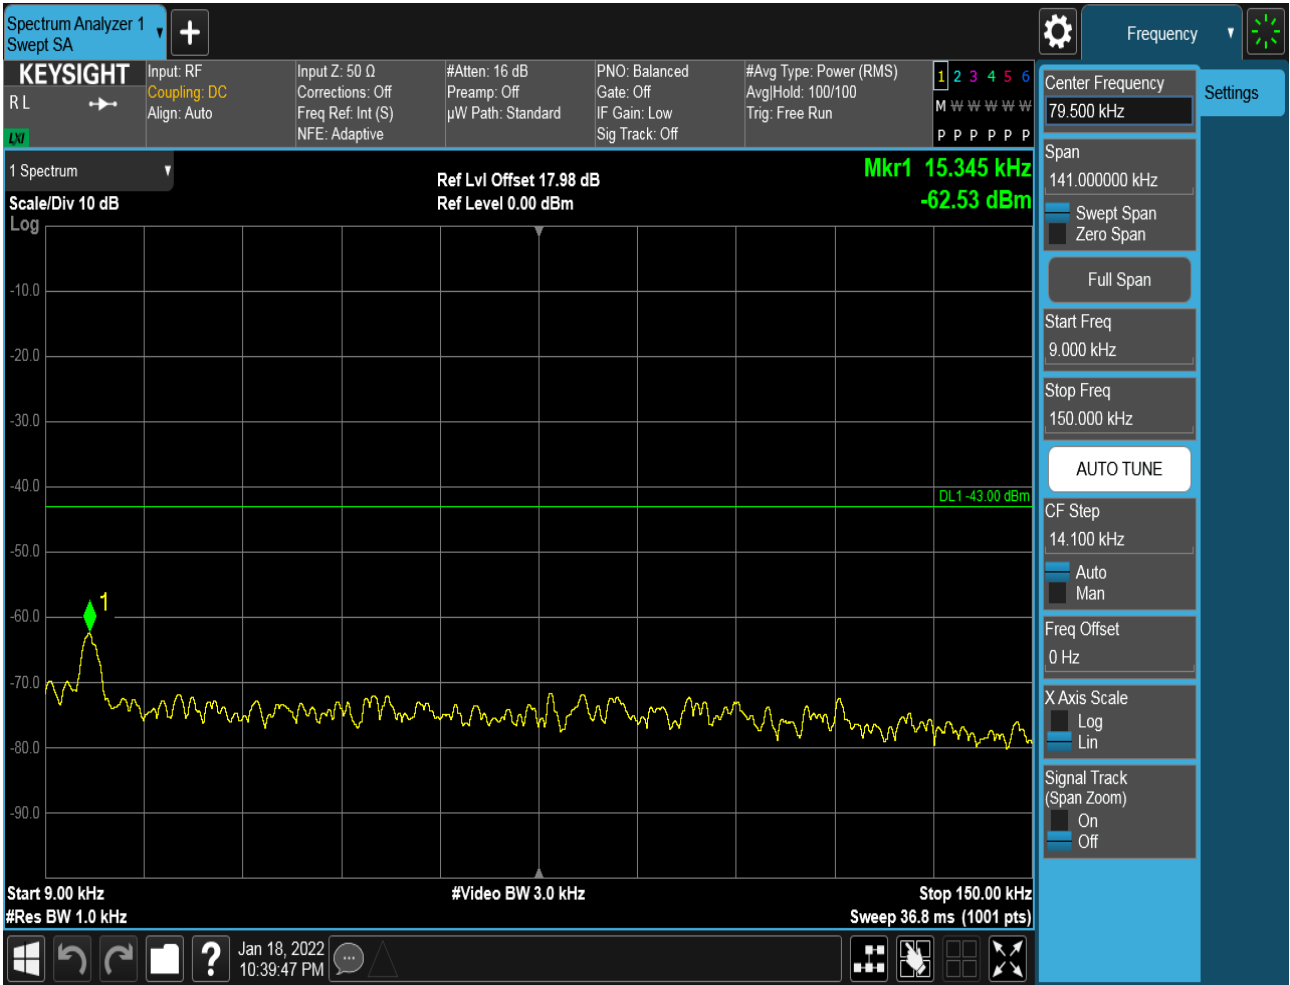 Spectrum Analyzer 1
Swept SA
Frequency
KEYSIGHT
R L
LXI
Input: RF
Coupling: DC
Align: Auto
Input Z: 50 Ω
Corrections: Off
Freq Ref: Int (S)
NFE: Adaptive
#Atten: 16 dB
Preamp: Off
µW Path: Standard
PNO: Balanced
Gate: Off
IF Gain: Low
Sig Track: Off
#Avg Type: Power (RMS)
Avg|Hold: 100/100
Trig: Free Run
1 2 3 4 5 6
M W W W W W
P P P P P P
1 Spectrum
Scale/Div 10 dB
Log
Ref Lvl Offset 17.98 dB
Ref Level 0.00 dBm
Mkr1 15.345 kHz
-62.53 dBm
-10.0
-20.0
-30.0
-40.0
DL1 -43.00 dBm
-50.0
1
-60.0
-70.0
-80.0
-90.0
Start 9.00 kHz
#Video BW 3.0 kHz
Stop 150.00 kHz
#Res BW 1.0 kHz
Sweep 36.8 ms (1001 pts)
Center Frequency
79.500 kHz
Settings
Span
141.000000 kHz
Swept Span
Zero Span
Full Span
Start Freq
9.000 kHz
Stop Freq
150.000 kHz
AUTO TUNE
CF Step
14.100 kHz
Auto
Man
Freq Offset
0 Hz
X Axis Scale
Log
Lin
Signal Track
(Span Zoom)
On
Off
?
Jan 18, 2022
10:39:47 PM